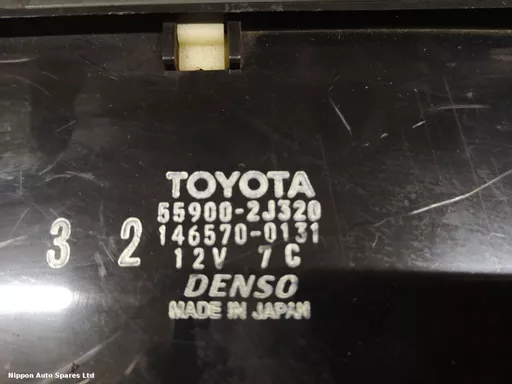 TOYOTA
55900-2J320
3 2 146570-0131
12V 7C
DENSO
MADE IN JAPAN
Nippon Auto Spares Ltd